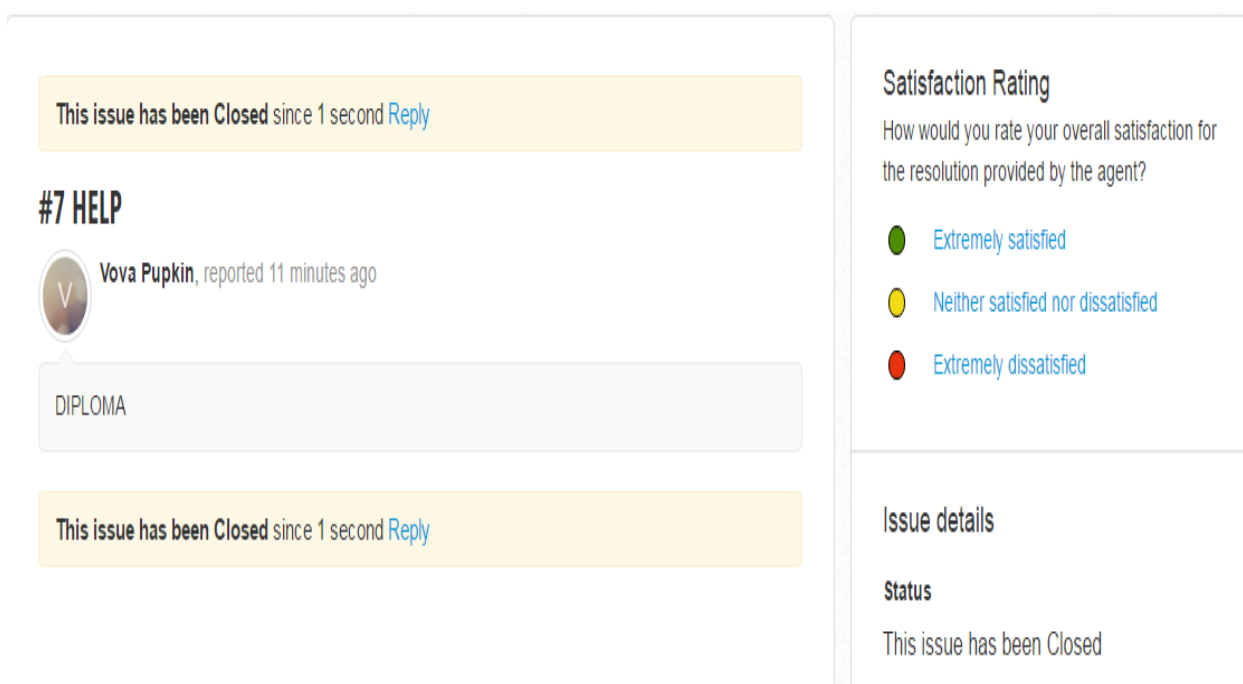 This issue has been Closed since 1 second Reply
#7 HELP
V
Vova Pupkin, reported 11 minutes ago
DIPLOMA
This issue has been Closed since 1 second Reply
Satisfaction Rating
How would you rate your overall satisfaction for
the resolution provided by the agent?
Extremely satisfied
Neither satisfied nor dissatisfied
Extremely dissatisfied
Issue details
Status
This issue has been Closed